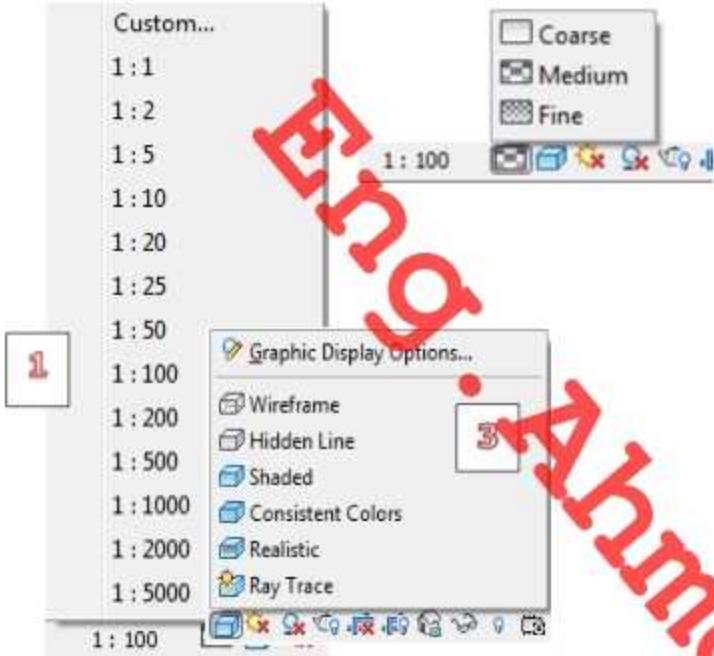 Custom...
1 : 1
1 : 2
1 : 5
1 : 10
1 : 20
1 : 25
1 : 50
1 : 100
1 : 200
1 : 500
1 : 1000
1 : 2000
1 : 5000
1 : 100
1
Coarse
Medium
Fine
1 : 100
Graphic Display Options...
Wireframe
Hidden Line
Shaded
Consistent Colors
Realistic
Ray Trace
3
Eng.Ahm